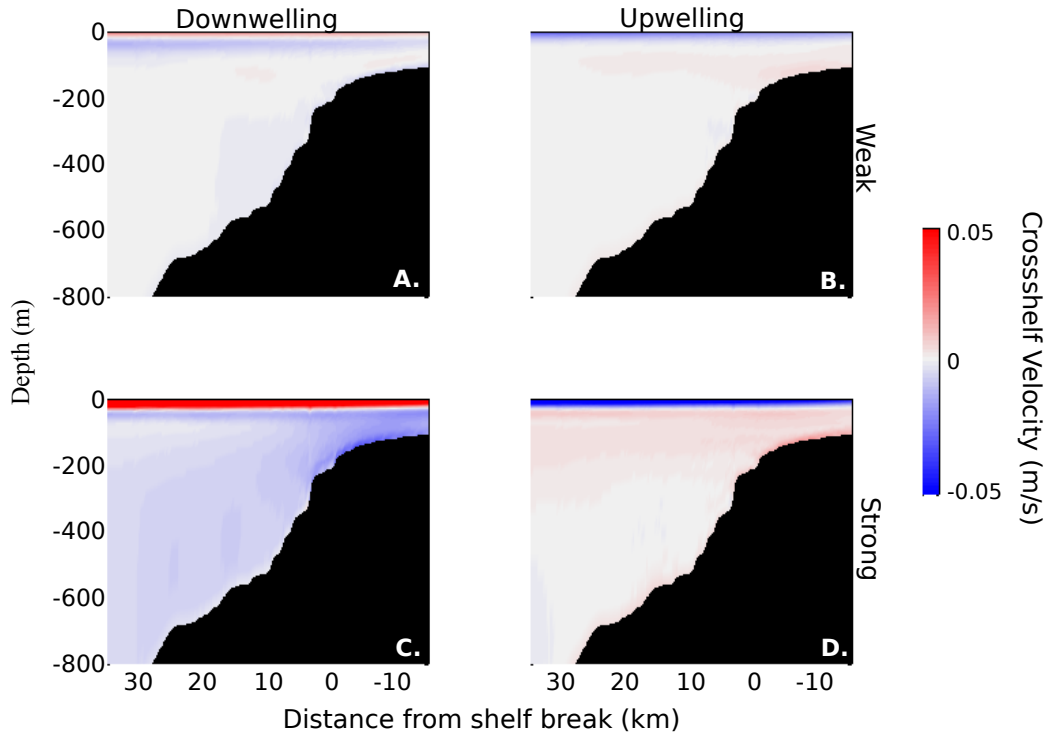 Downwelling
Upwelling
0
-200
-400
-600
-800
A.
B.
Weak
Depth (m)
0.05
0
-0.05
Crossshelf Velocity (m/s)
0
-200
-400
-600
-800
C.
D.
Strong
30 20 10 0 -10
30 20 10 0 -10
Distance from shelf break (km)